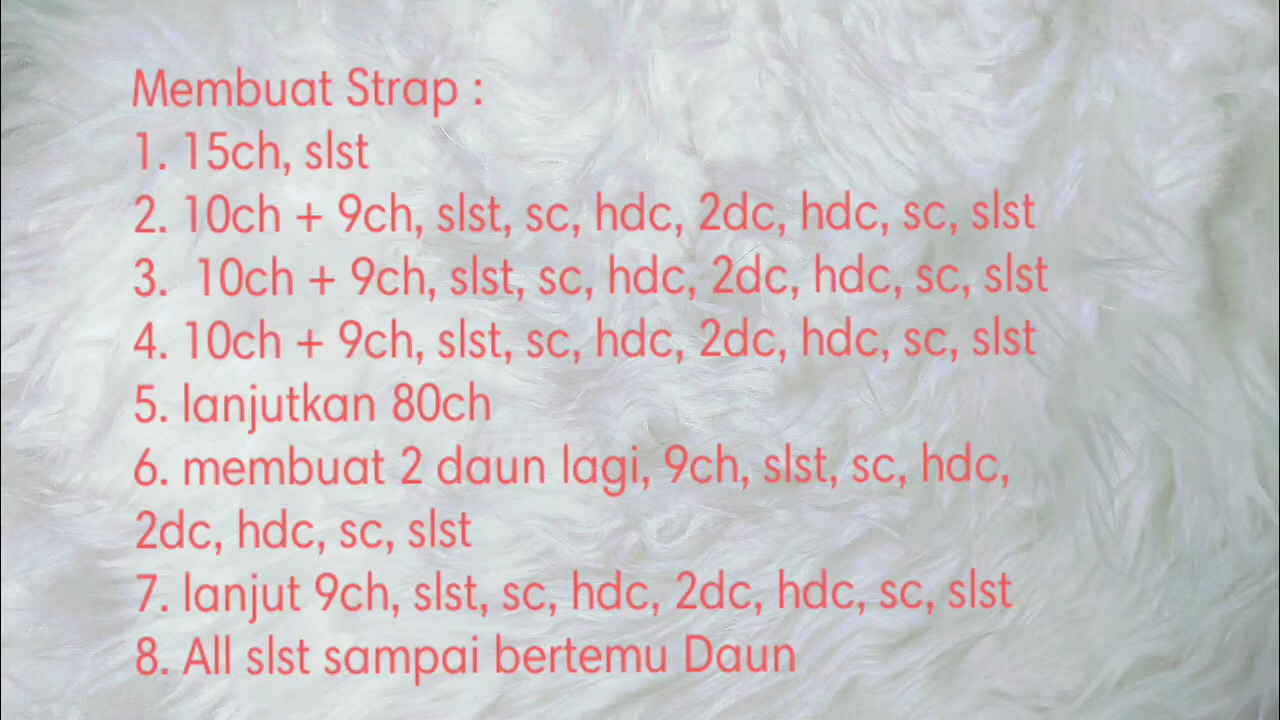 Membuat Strap :
1. 15ch, slst
2. 10ch + 9ch, slst, sc, hdc, 2dc, hdc, sc, slst
3. 10ch + 9ch, slst, sc, hdc, 2dc, hdc, sc, slst
4. 10ch + 9ch, slst, sc, hdc, 2dc, hdc, sc, slst
5. lanjutkan 80ch
6. membuat 2 daun lagi, 9ch, slst, sc, hdc,
2dc, hdc, sc, slst
7. lanjut 9ch, slst, sc, hdc, 2dc, hdc, sc, slst
8. All slst sampai bertemu Daun